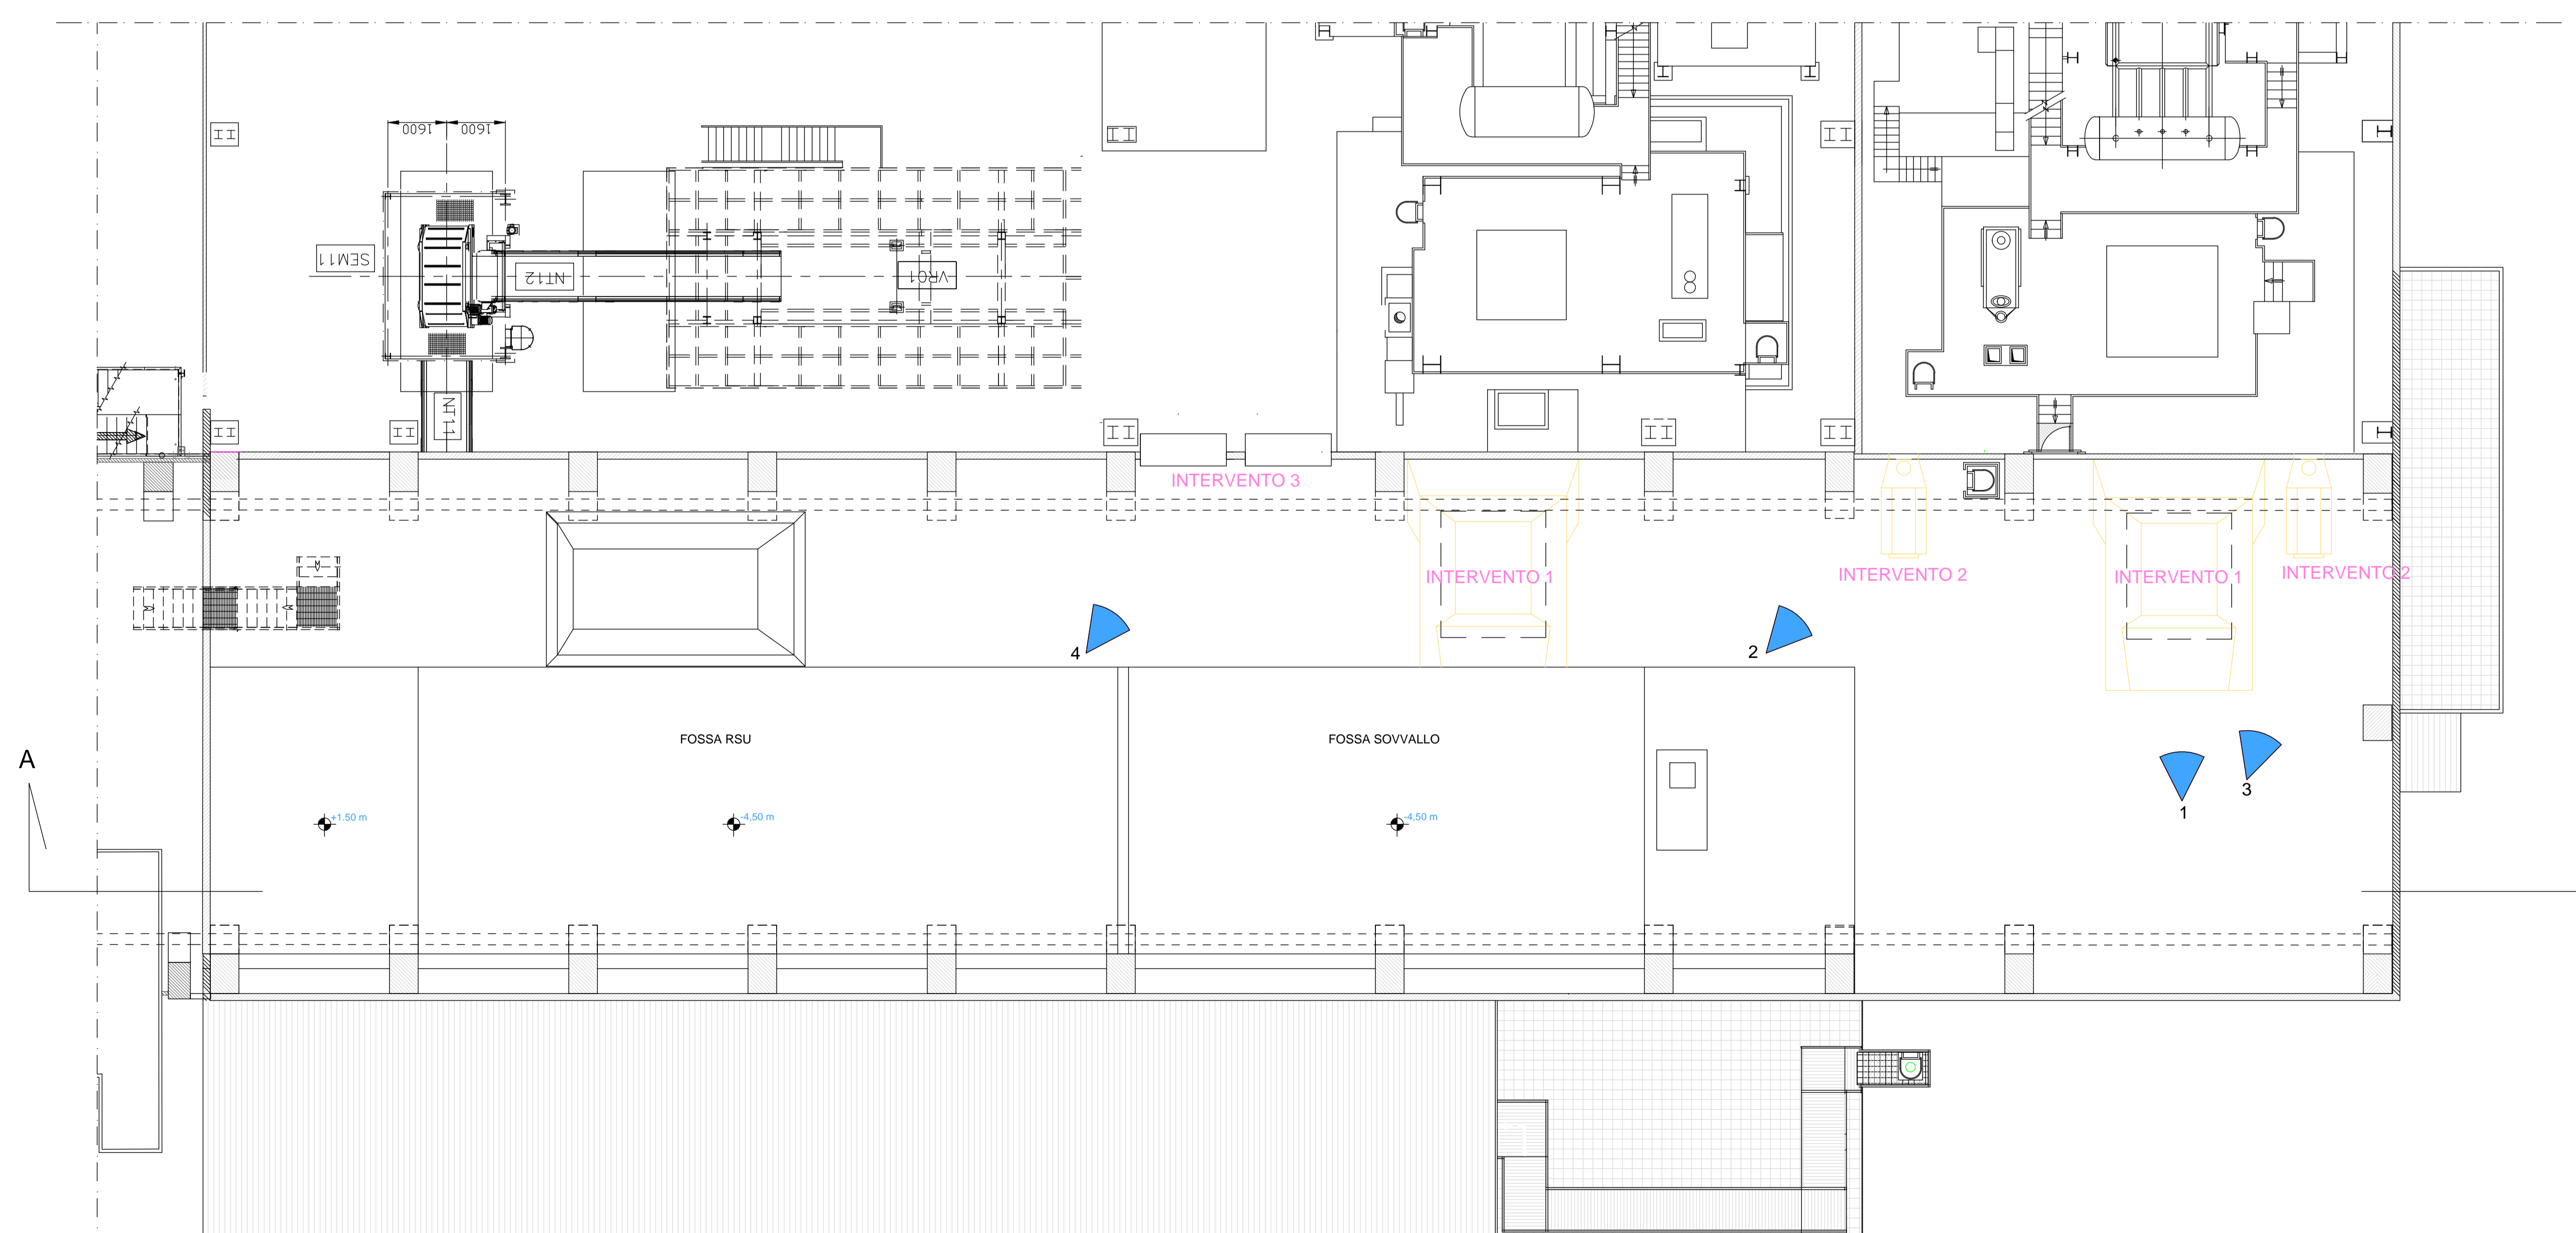 1600 1600
SEM11
NT12
VR01
NT11
INTERVENTO 3
M
M
M
INTERVENTO 1
INTERVENTO 2
INTERVENTO 1
INTERVENTO 2
4
2
FOSSA RSU
FOSSA SOVVALLO
A
+1.50 m
-4,50 m
-4,50 m
3
1